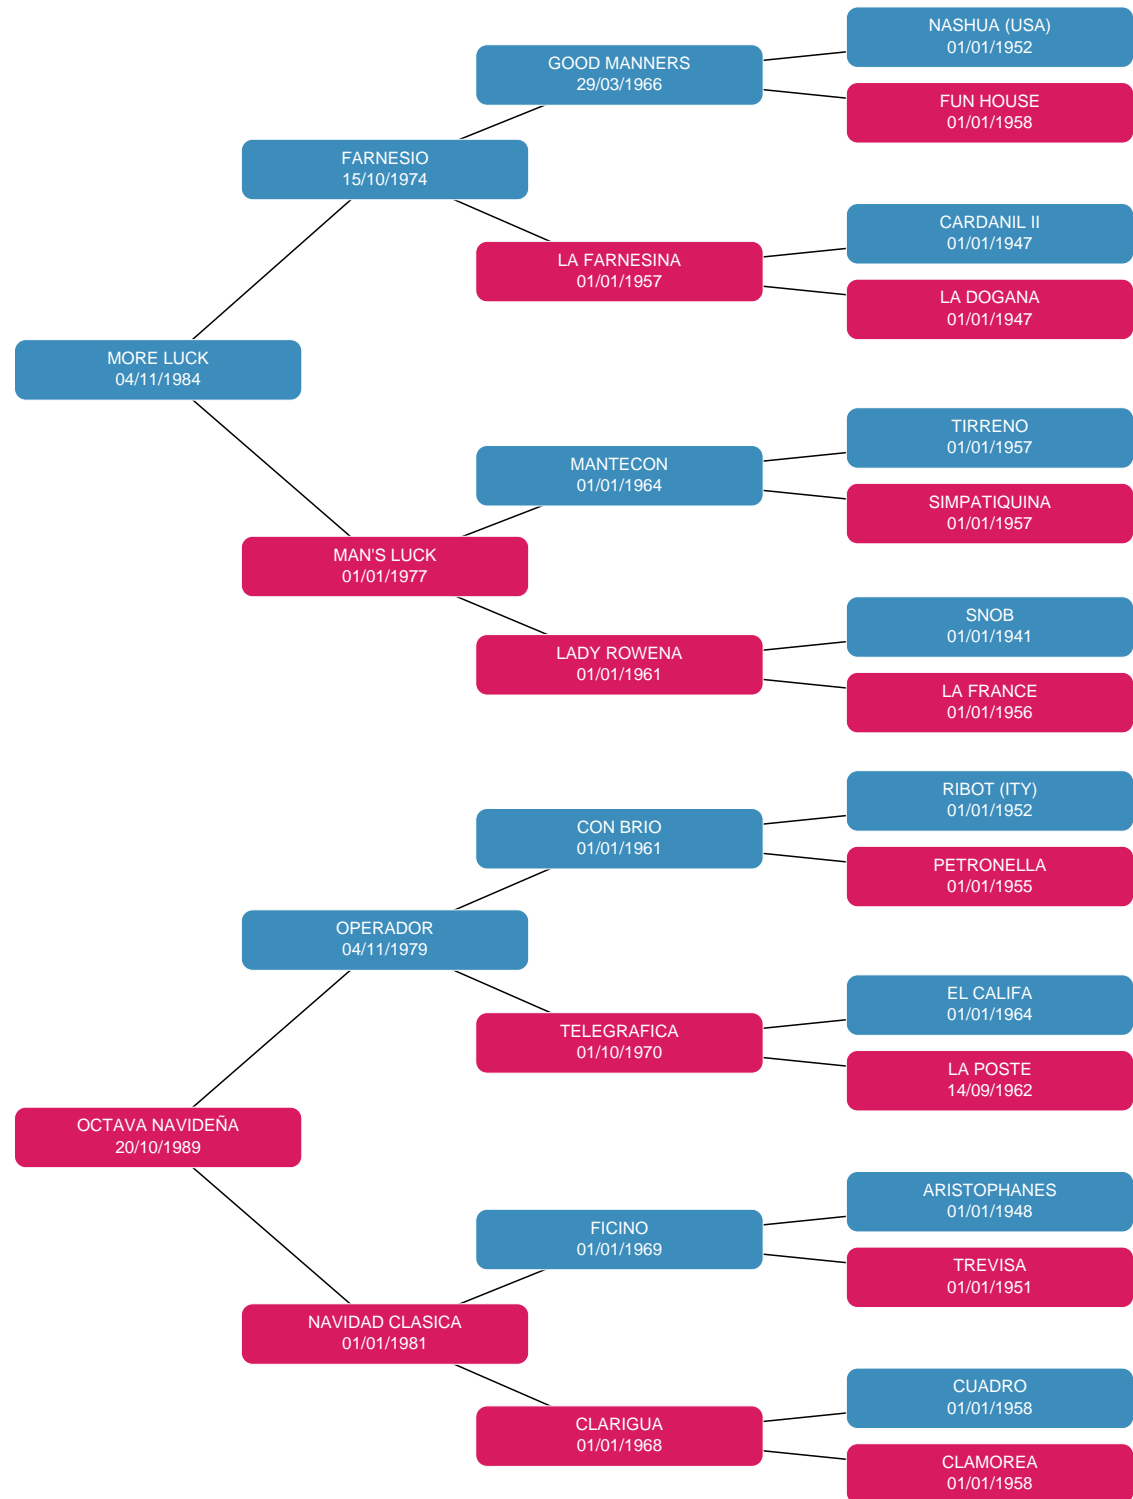 NASHUA (USA)
01/01/1952
GOOD MANNERS
29/03/1966
FUN HOUSE
01/01/1958
FARNESIO
15/10/1974
CARDANIL II
01/01/1947
LA FARNESINA
01/01/1957
LA DOGANA
01/01/1947
MORE LUCK
04/11/1984
TIRRENO
01/01/1957
MANTECON
01/01/1964
SIMPATIQUINA
01/01/1957
MAN'S LUCK
01/01/1977
SNOB
01/01/1941
LADY ROWENA
01/01/1961
LA FRANCE
01/01/1956
RIBOT (ITY)
01/01/1952
CON BRIO
01/01/1961
PETRONELLA
01/01/1955
OPERADOR
04/11/1979
EL CALIFA
01/01/1964
TELEGRAFICA
01/10/1970
LA POSTE
14/09/1962
OCTAVA NAVIDEÑA
20/10/1989
ARISTOPHANES
01/01/1948
FICINO
01/01/1969
TREVISA
01/01/1951
NAVIDAD CLASICA
01/01/1981
CUADRO
01/01/1958
CLARIGUA
01/01/1968
CLAMOREA
01/01/1958